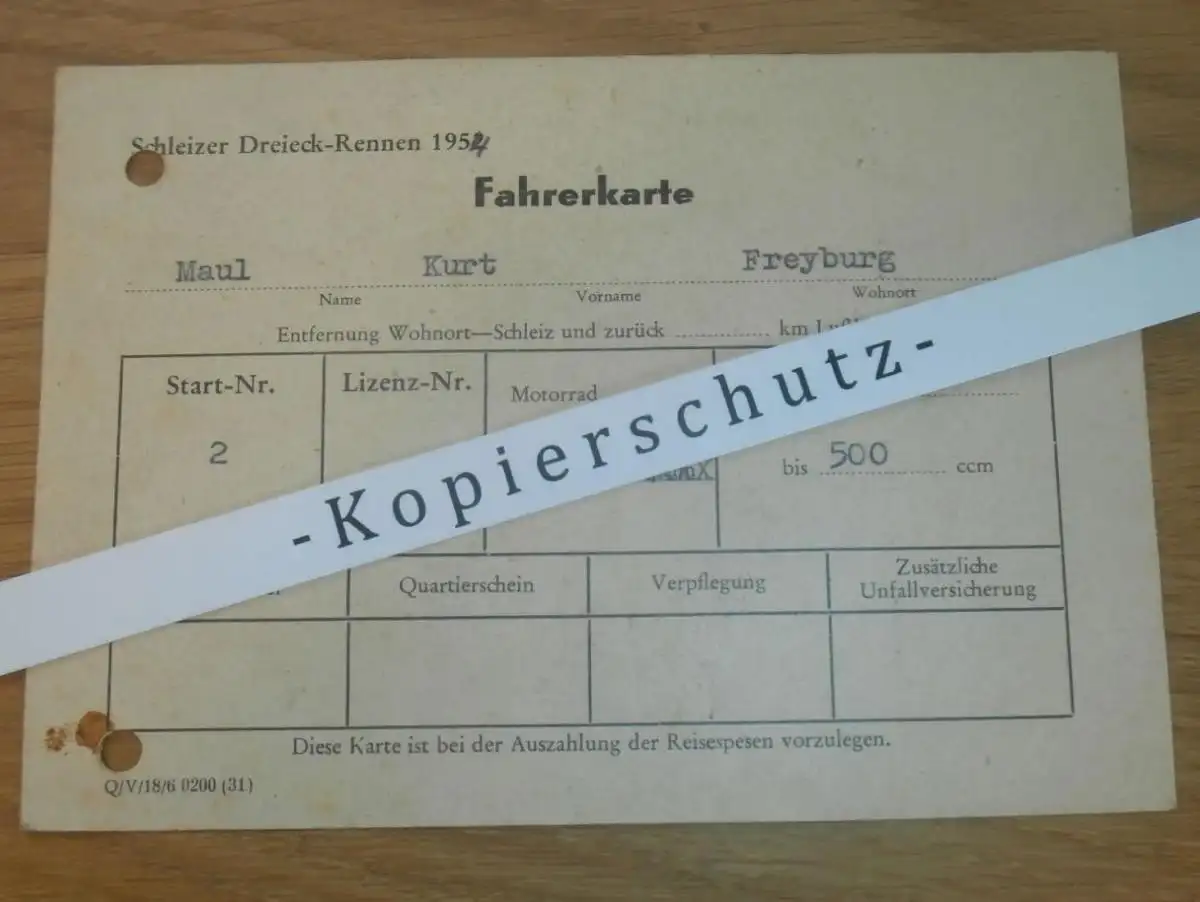 Schleizer Dreieck-Rennen 1954
Fahrerkarte
Maul Kurt Freyburg
Name Vorname Wohnort
Entfernung Wohnort—Schleiz und zurück .............. km
Start-Nr. Lizenz-Nr. Motorrad
2 bis 500 ccm
-Kopierschutz-
Quartierschein Verpflegung Zusätzliche
Unfallversicherung
Diese Karte ist bei der Auszahlung der Reisespesen vorzulegen.
Q/V/18/6 0200 (31)